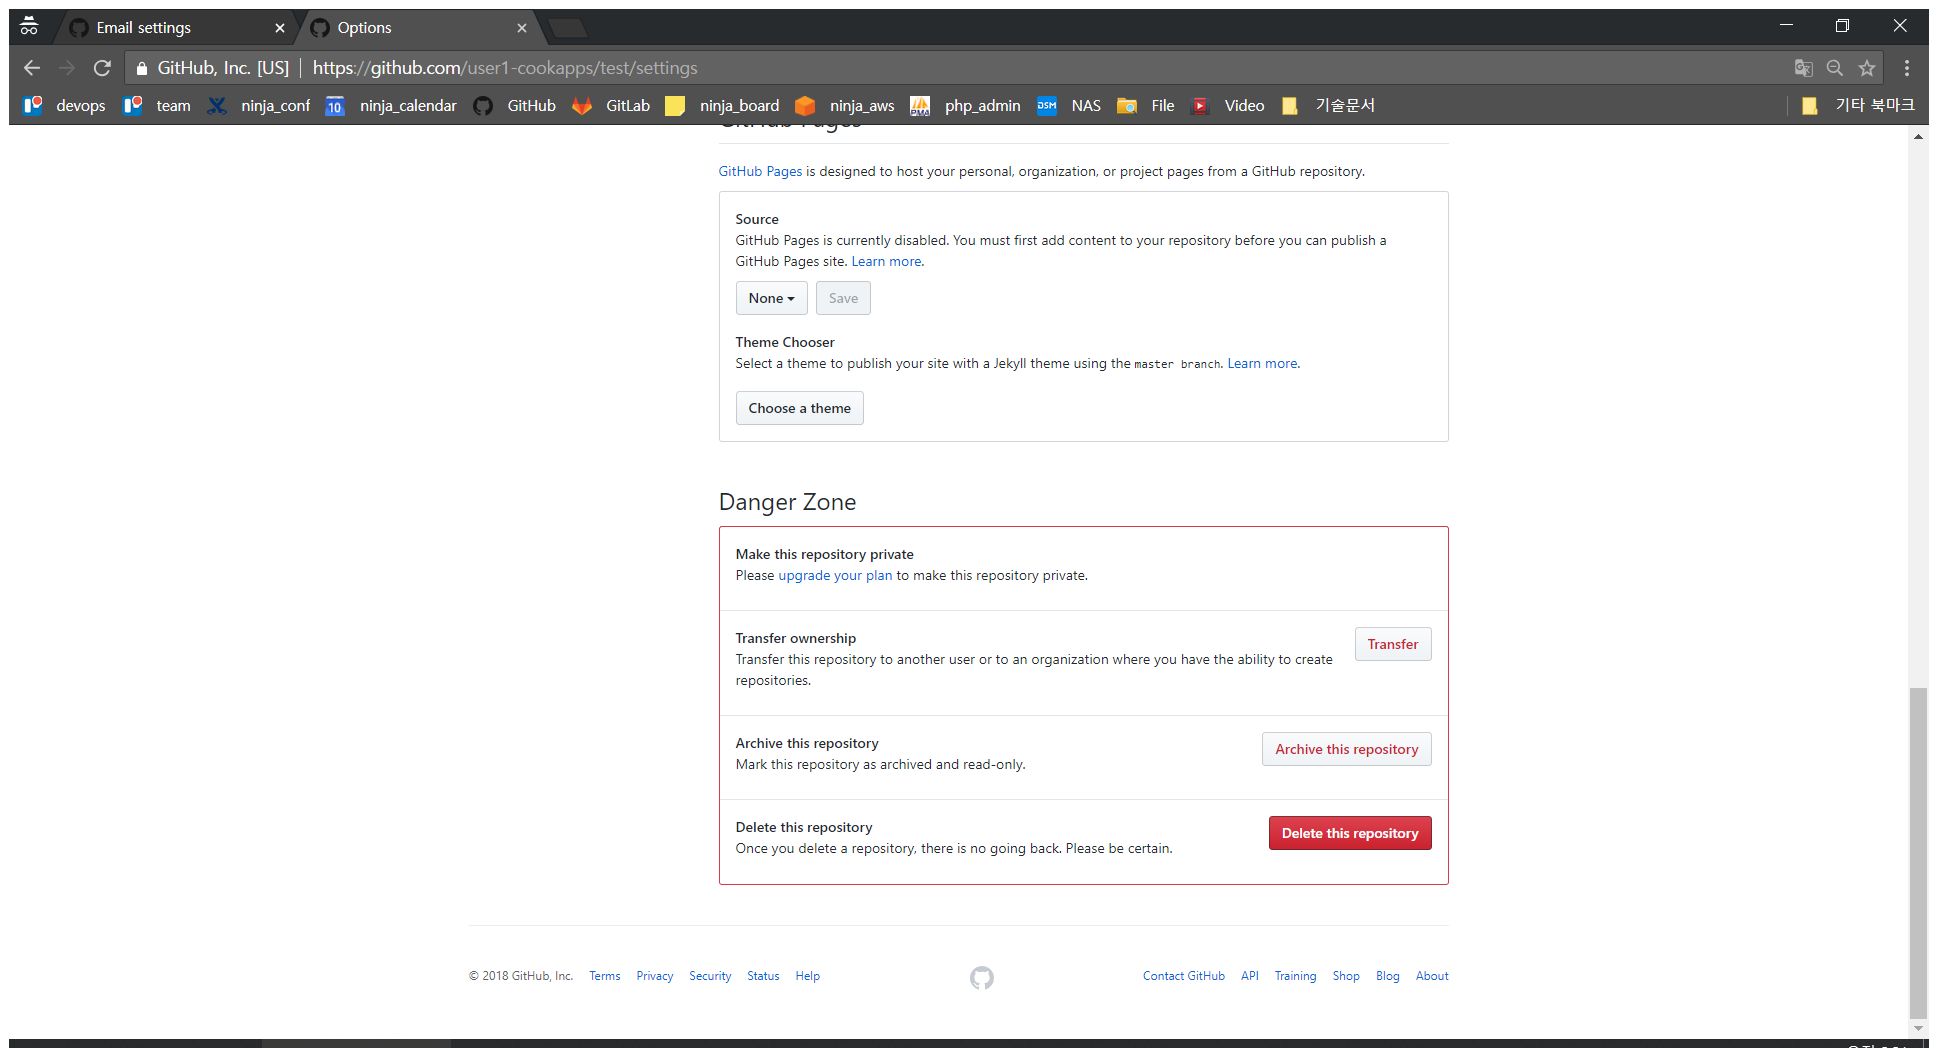 Email settings
Options
GitHub, Inc. [US]
https://github.com/user1-cookapps/test/settings
devops team ninja_conf 10 ninja_calendar GitHub GitLab ninja_board ninja_aws PMA php_admin DSM NAS File Video 기술문서 기타 북마크
GitHub Pages
GitHub Pages is designed to host your personal, organization, or project pages from a GitHub repository.
Source
GitHub Pages is currently disabled. You must first add content to your repository before you can publish a
GitHub Pages site. Learn more.
None Save
Theme Chooser
Select a theme to publish your site with a Jekyll theme using the master branch. Learn more.
Choose a theme
Danger Zone
Make this repository private
Please upgrade your plan to make this repository private.
Transfer ownership
Transfer
Transfer this repository to another user or to an organization where you have the ability to create
repositories.
Archive this repository
Archive this repository
Mark this repository as archived and read-only.
Delete this repository
Delete this repository
Once you delete a repository, there is no going back. Please be certain.
© 2018 GitHub, Inc. Terms Privacy Security Status Help Contact GitHub API Training Shop Blog About